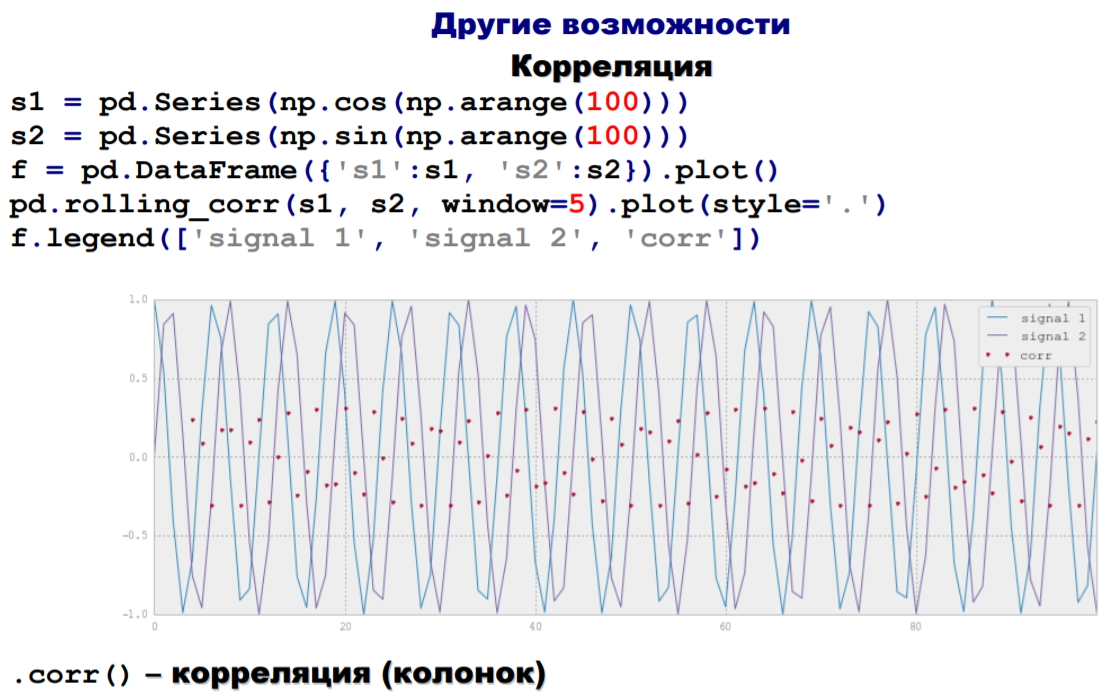 Другие возможности
Корреляция
s1 = pd.Series(np.cos(np.arange(100)))
s2 = pd.Series(np.sin(np.arange(100)))
f = pd.DataFrame({'s1':s1, 's2':s2}).plot()
pd.rolling_corr(s1, s2, window=5).plot(style='.')
f.legend(['signal 1', 'signal 2', 'corr'])
1.0
signal 1
signal 2
corr
0.5
0.0
−0.5
−1.0
0 20 40 60 80
.corr() – корреляция (колонок)